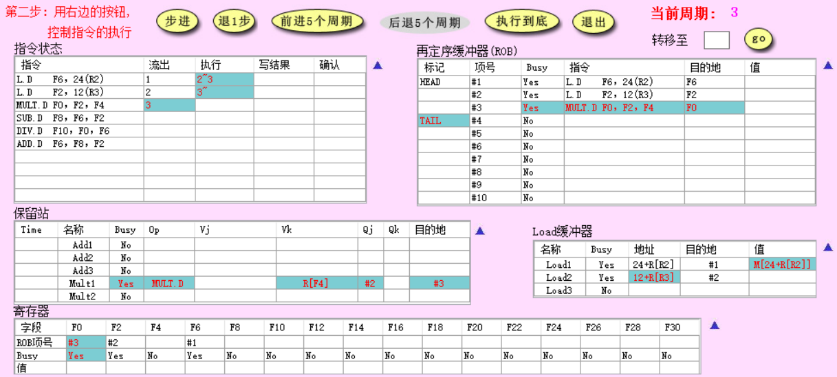 第二步：用右边的按钮，
控制指令的执行
步进 退1步 前进5个周期 后退5个周期 执行到底 退出
当前周期： 3
转移至 go
指令状态
指令 流出 执行 写结果 确认
L.D F6, 24(R2) 1 2~3
L.D F2, 12(R3) 2 3~
MULT.D F0, F2, F4 3
SUB.D F8, F6, F2
DIV.D F10, F0, F6
ADD.D F6, F8, F2
再定序缓冲器(ROB)
标记 项号 Busy 指令 目的地 值
HEAD #1 Yes L.D F6, 24(R2) F6
#2 Yes L.D F2, 12(R3) F2
#3 Yes MULT.D F0, F2, F4 F0
TAIL #4 No
#5 No
#6 No
#7 No
#8 No
#9 No
#10 No
保留站
Time 名称 Busy Op Vj Vk Qj Qk 目的地
Add1 No
Add2 No
Add3 No
Mult1 Yes MULT.D R[F4] #2 #3
Mult2 No
Load缓冲器
名称 Busy 地址 目的地 值
Load1 Yes 24+R[R2] #1 M[24+R[R2]]
Load2 Yes 12+R[R3] #2
Load3 No
寄存器
字段 F0 F2 F4 F6 F8 F10 F12 F14 F16 F18 F20 F22 F24 F26 F28 F30
ROB项号 #3 #2 #1
Busy Yes Yes No Yes No No No No No No No No No No No No
值